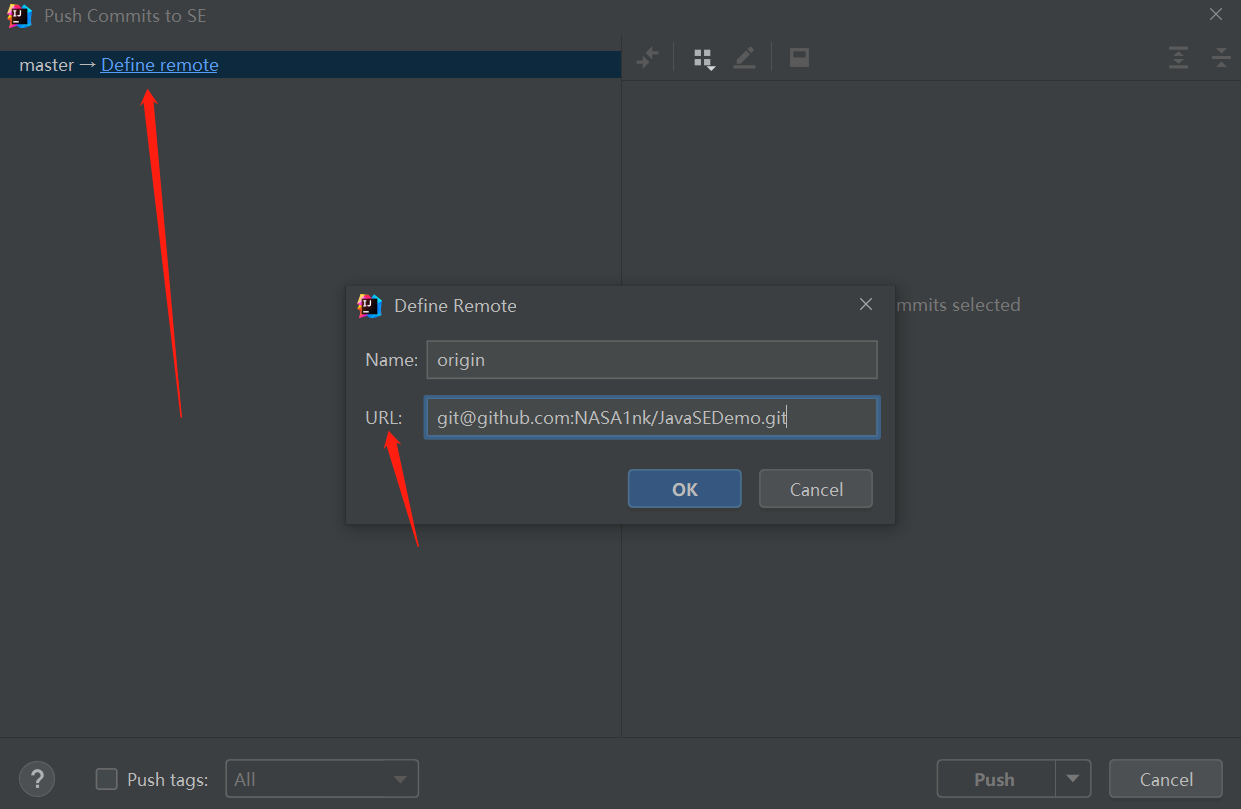 Push Commits to SE
master → Define remote
mmits selected
Define Remote
Name: origin
URL: git@github.com:NASA1nk/JavaSEDemo.git
OK Cancel
? Push tags: All Push Cancel